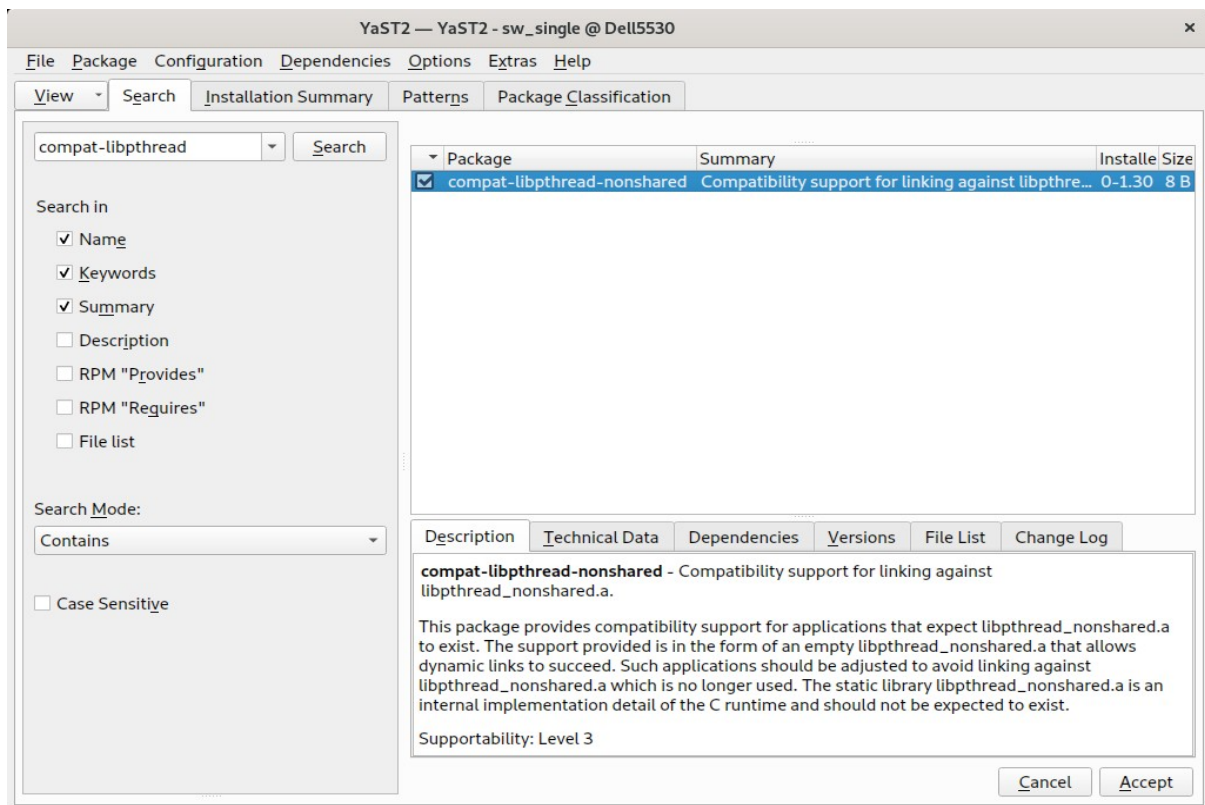 YaST2 — YaST2 - sw_single @ Dell5530
File Package Configuration Dependencies Options Extras Help
View Search Installation Summary Patterns Package Classification
compat-libpthread Search
Package Summary Installe Size
compat-libpthread-nonshared Compatibility support for linking against libpthre... 0-1.30 8 B
Search in
Name
Keywords
Summary
Description
RPM "Provides"
RPM "Requires"
File list
Search Mode:
Contains
Case Sensitive
Description Technical Data Dependencies Versions File List Change Log
compat-libpthread-nonshared - Compatibility support for linking against
libpthread_nonshared.a.
This package provides compatibility support for applications that expect libpthread_nonshared.a
to exist. The support provided is in the form of an empty libpthread_nonshared.a that allows
dynamic links to succeed. Such applications should be adjusted to avoid linking against
libpthread_nonshared.a which is no longer used. The static library libpthread_nonshared.a is an
internal implementation detail of the C runtime and should not be expected to exist.
Supportability: Level 3
Cancel Accept